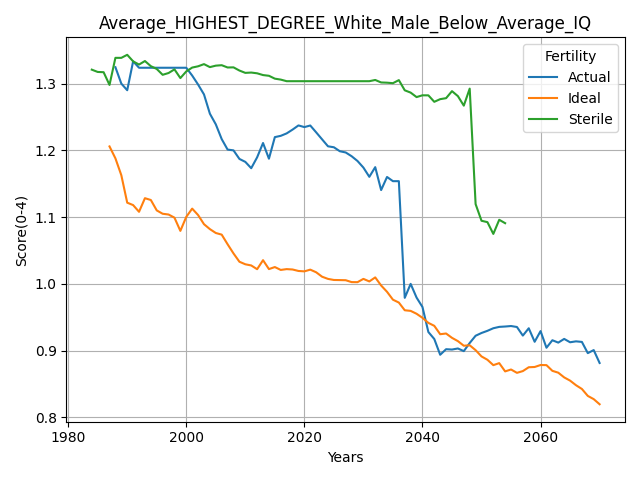 Average_HIGHEST_DEGREE_White_Male_Below_Average_IQ
Fertility
Actual
Ideal
Sterile
Score(0-4)
1.3
1.2
1.1
1.0
0.9
0.8
1980
2000
2020
2040
2060
Years